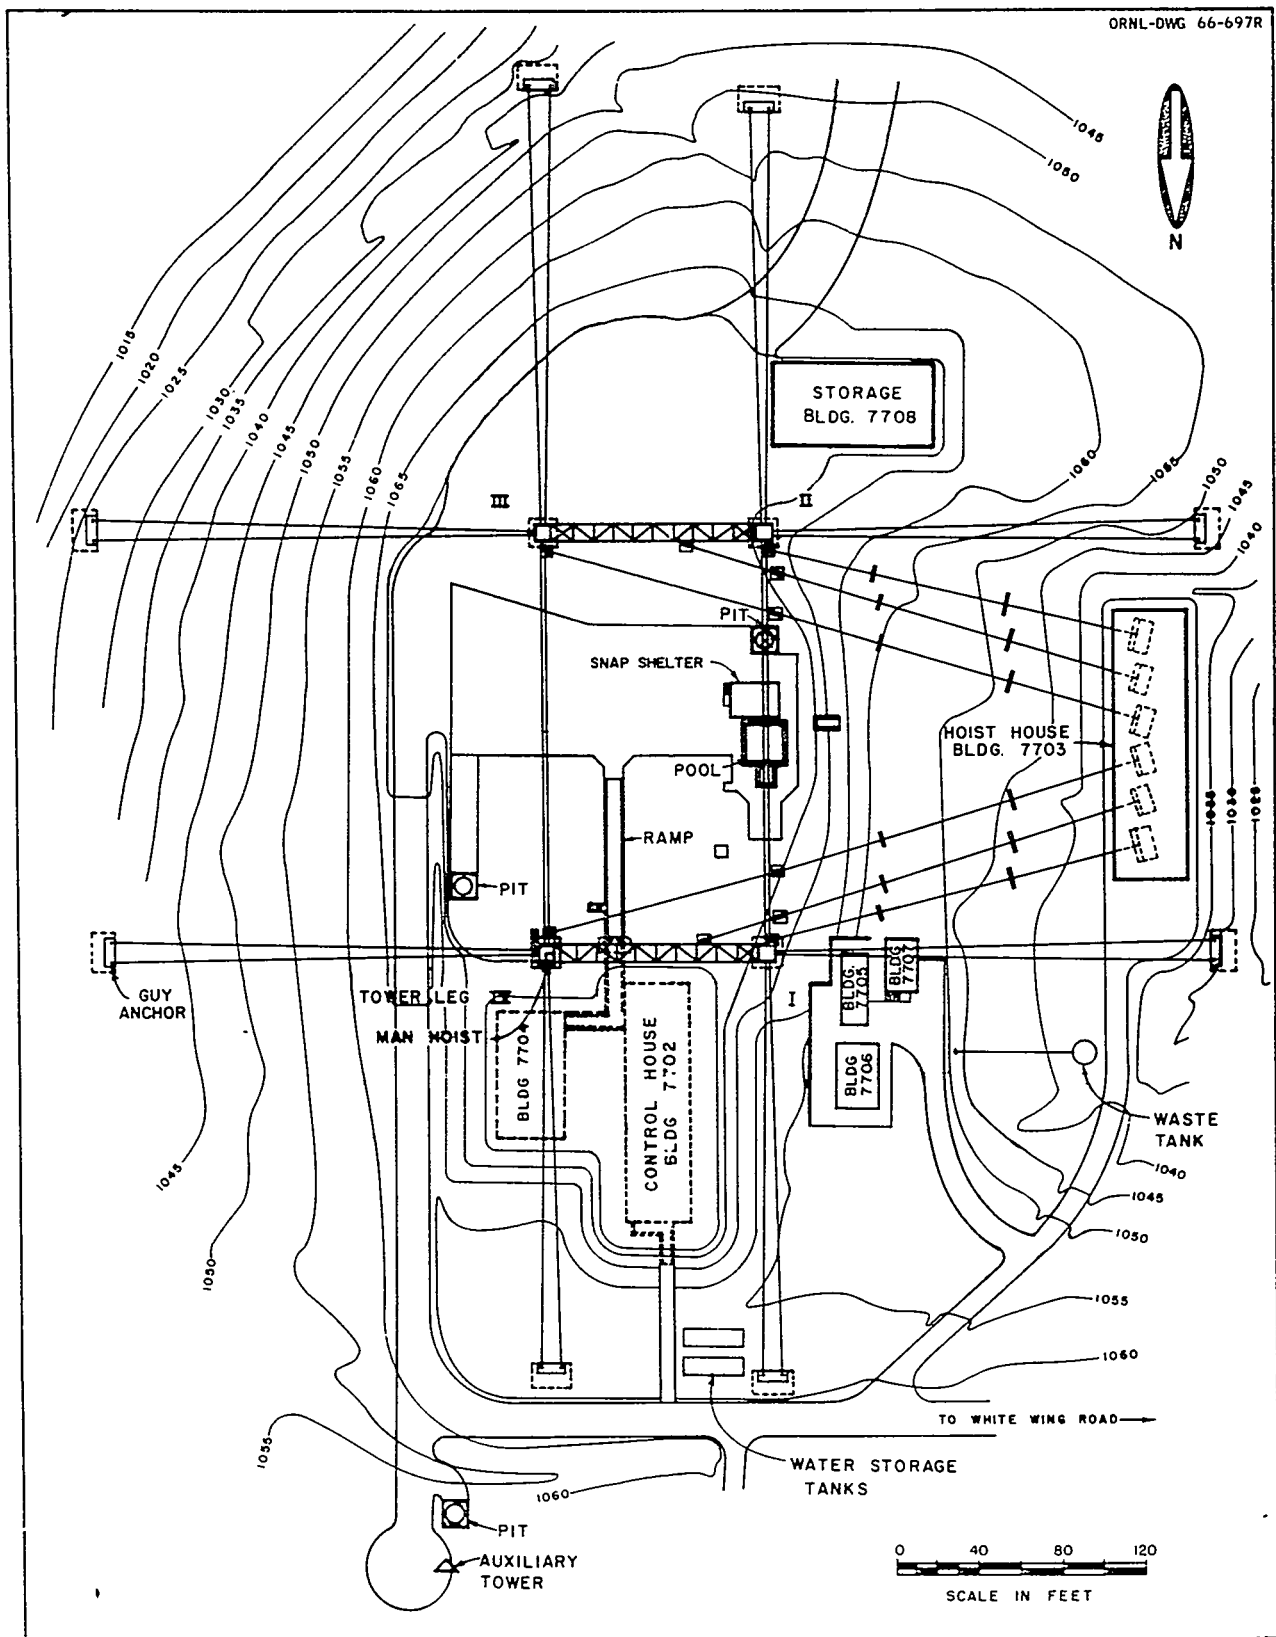 ORNL-DWG 66-697R
N
1045
1050
1015
1020
1025
1030
1035
1040
1045
1050
1055
1060
1065
STORAGE
BLDG. 7708
III
II
1060
1055
1050
1045
1040
PIT
SNAP SHELTER
HOIST HOUSE
BLDG. 7703
POOL
RAMP
1035
1030
1025
PIT
GUY
ANCHOR
TOWER LEG
MAN HOIST
I
BLDG 7704
CONTROL HOUSE
BLDG 7702
BLDG.
7705
BLDG
7707
BLDG
7706
WASTE
TANK
1045
1040
1045
1050
1050
1055
1060
TO WHITE WING ROAD
1055
1060
WATER STORAGE
TANKS
PIT
AUXILIARY
TOWER
0 40 80 120
SCALE IN FEET